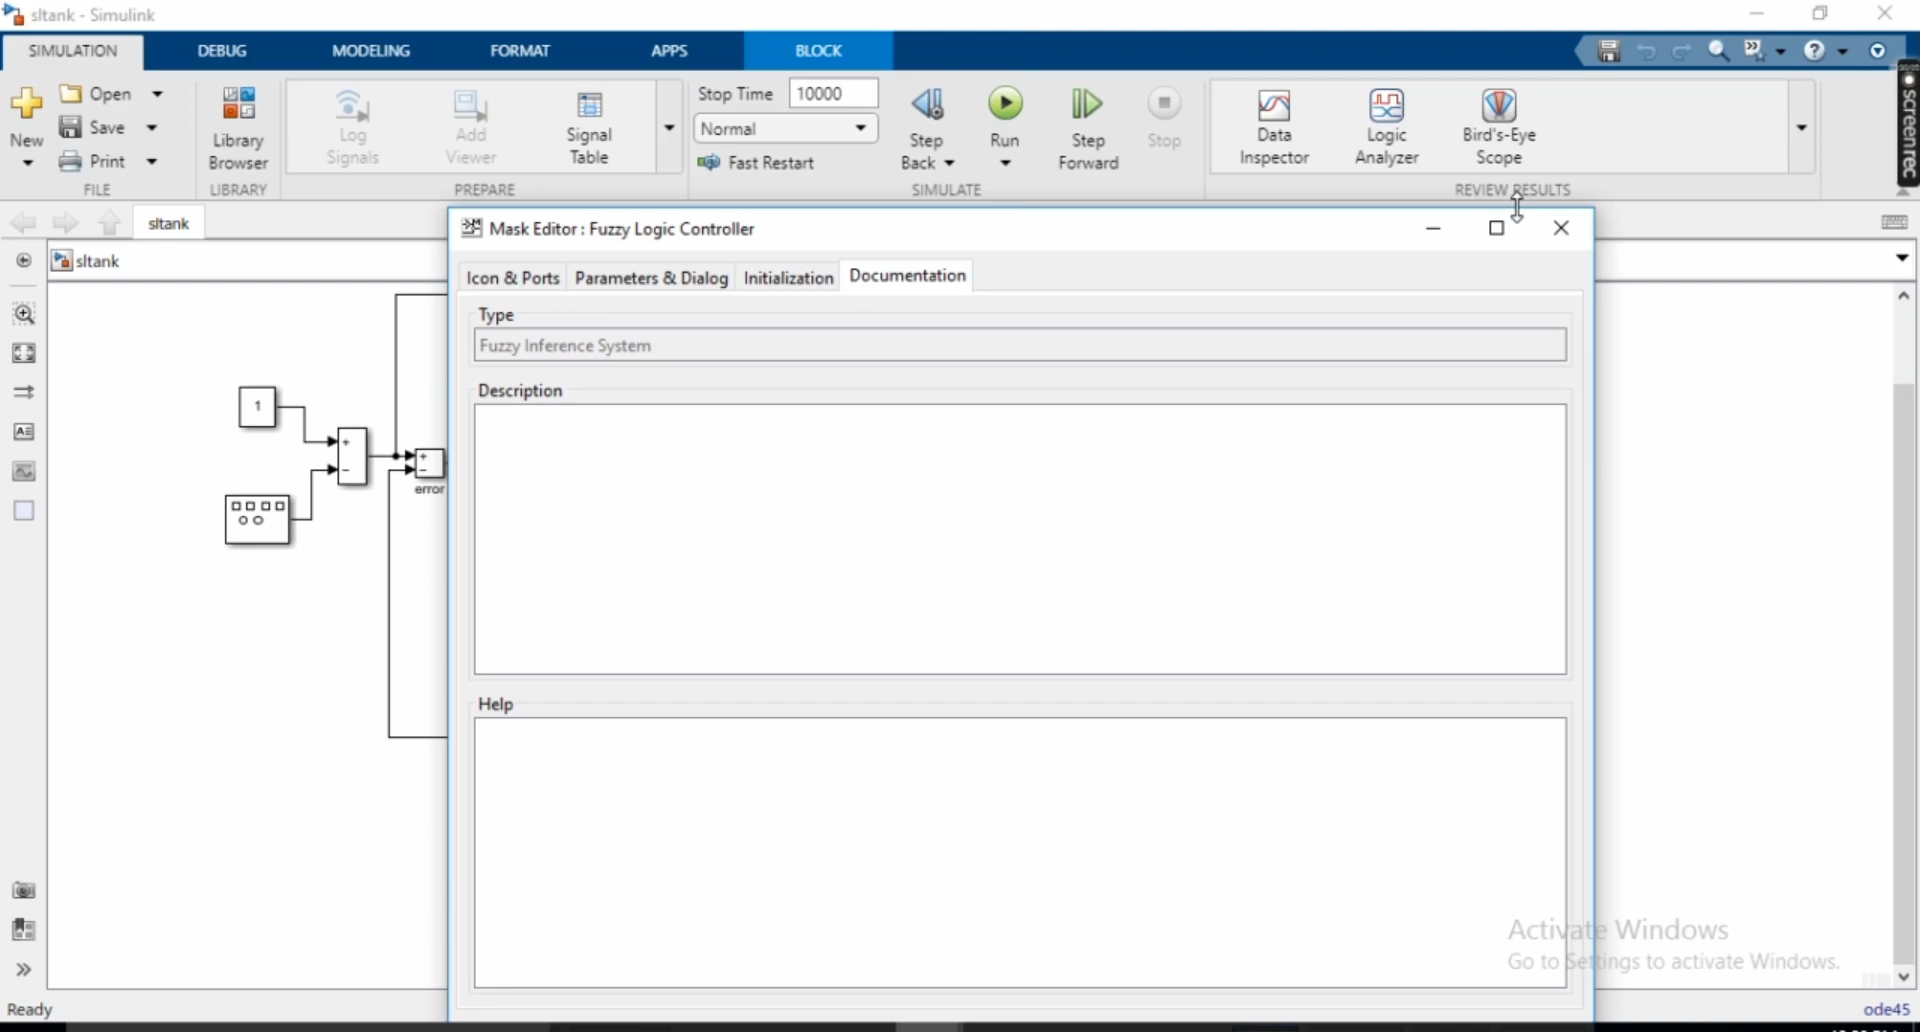 sltank - Simulink
SIMULATION DEBUG MODELING FORMAT APPS BLOCK
New
Open
Save
Print
FILE
Library
Browser
LIBRARY
Log
Signals
Add
Viewer
Signal
Table
PREPARE
Stop Time 10000
Normal
Fast Restart
Step
Back
Run
Step
Forward
Stop
SIMULATE
Data
Inspector
Logic
Analyzer
Bird's-Eye
Scope
REVIEW RESULTS
screenrec
sltank
sltank
1
error
Mask Editor : Fuzzy Logic Controller
Icon & Ports Parameters & Dialog Initialization Documentation
Type
Fuzzy Inference System
Description
Help
Activate Windows
Go to Settings to activate Windows.
Ready
ode45